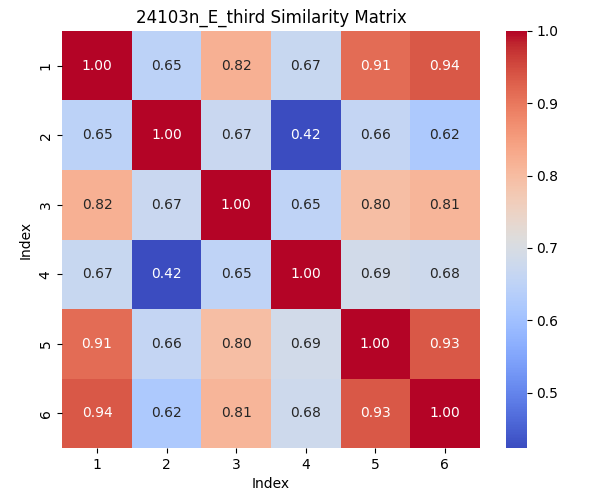 24103n_E_third Similarity Matrix
1 1.00 0.65 0.82 0.67 0.91 0.94
2 0.65 1.00 0.67 0.42 0.66 0.62
3 0.82 0.67 1.00 0.65 0.80 0.81
4 0.67 0.42 0.65 1.00 0.69 0.68
5 0.91 0.66 0.80 0.69 1.00 0.93
6 0.94 0.62 0.81 0.68 0.93 1.00
1 2 3 4 5 6
Index
Index
1.0
0.9
0.8
0.7
0.6
0.5